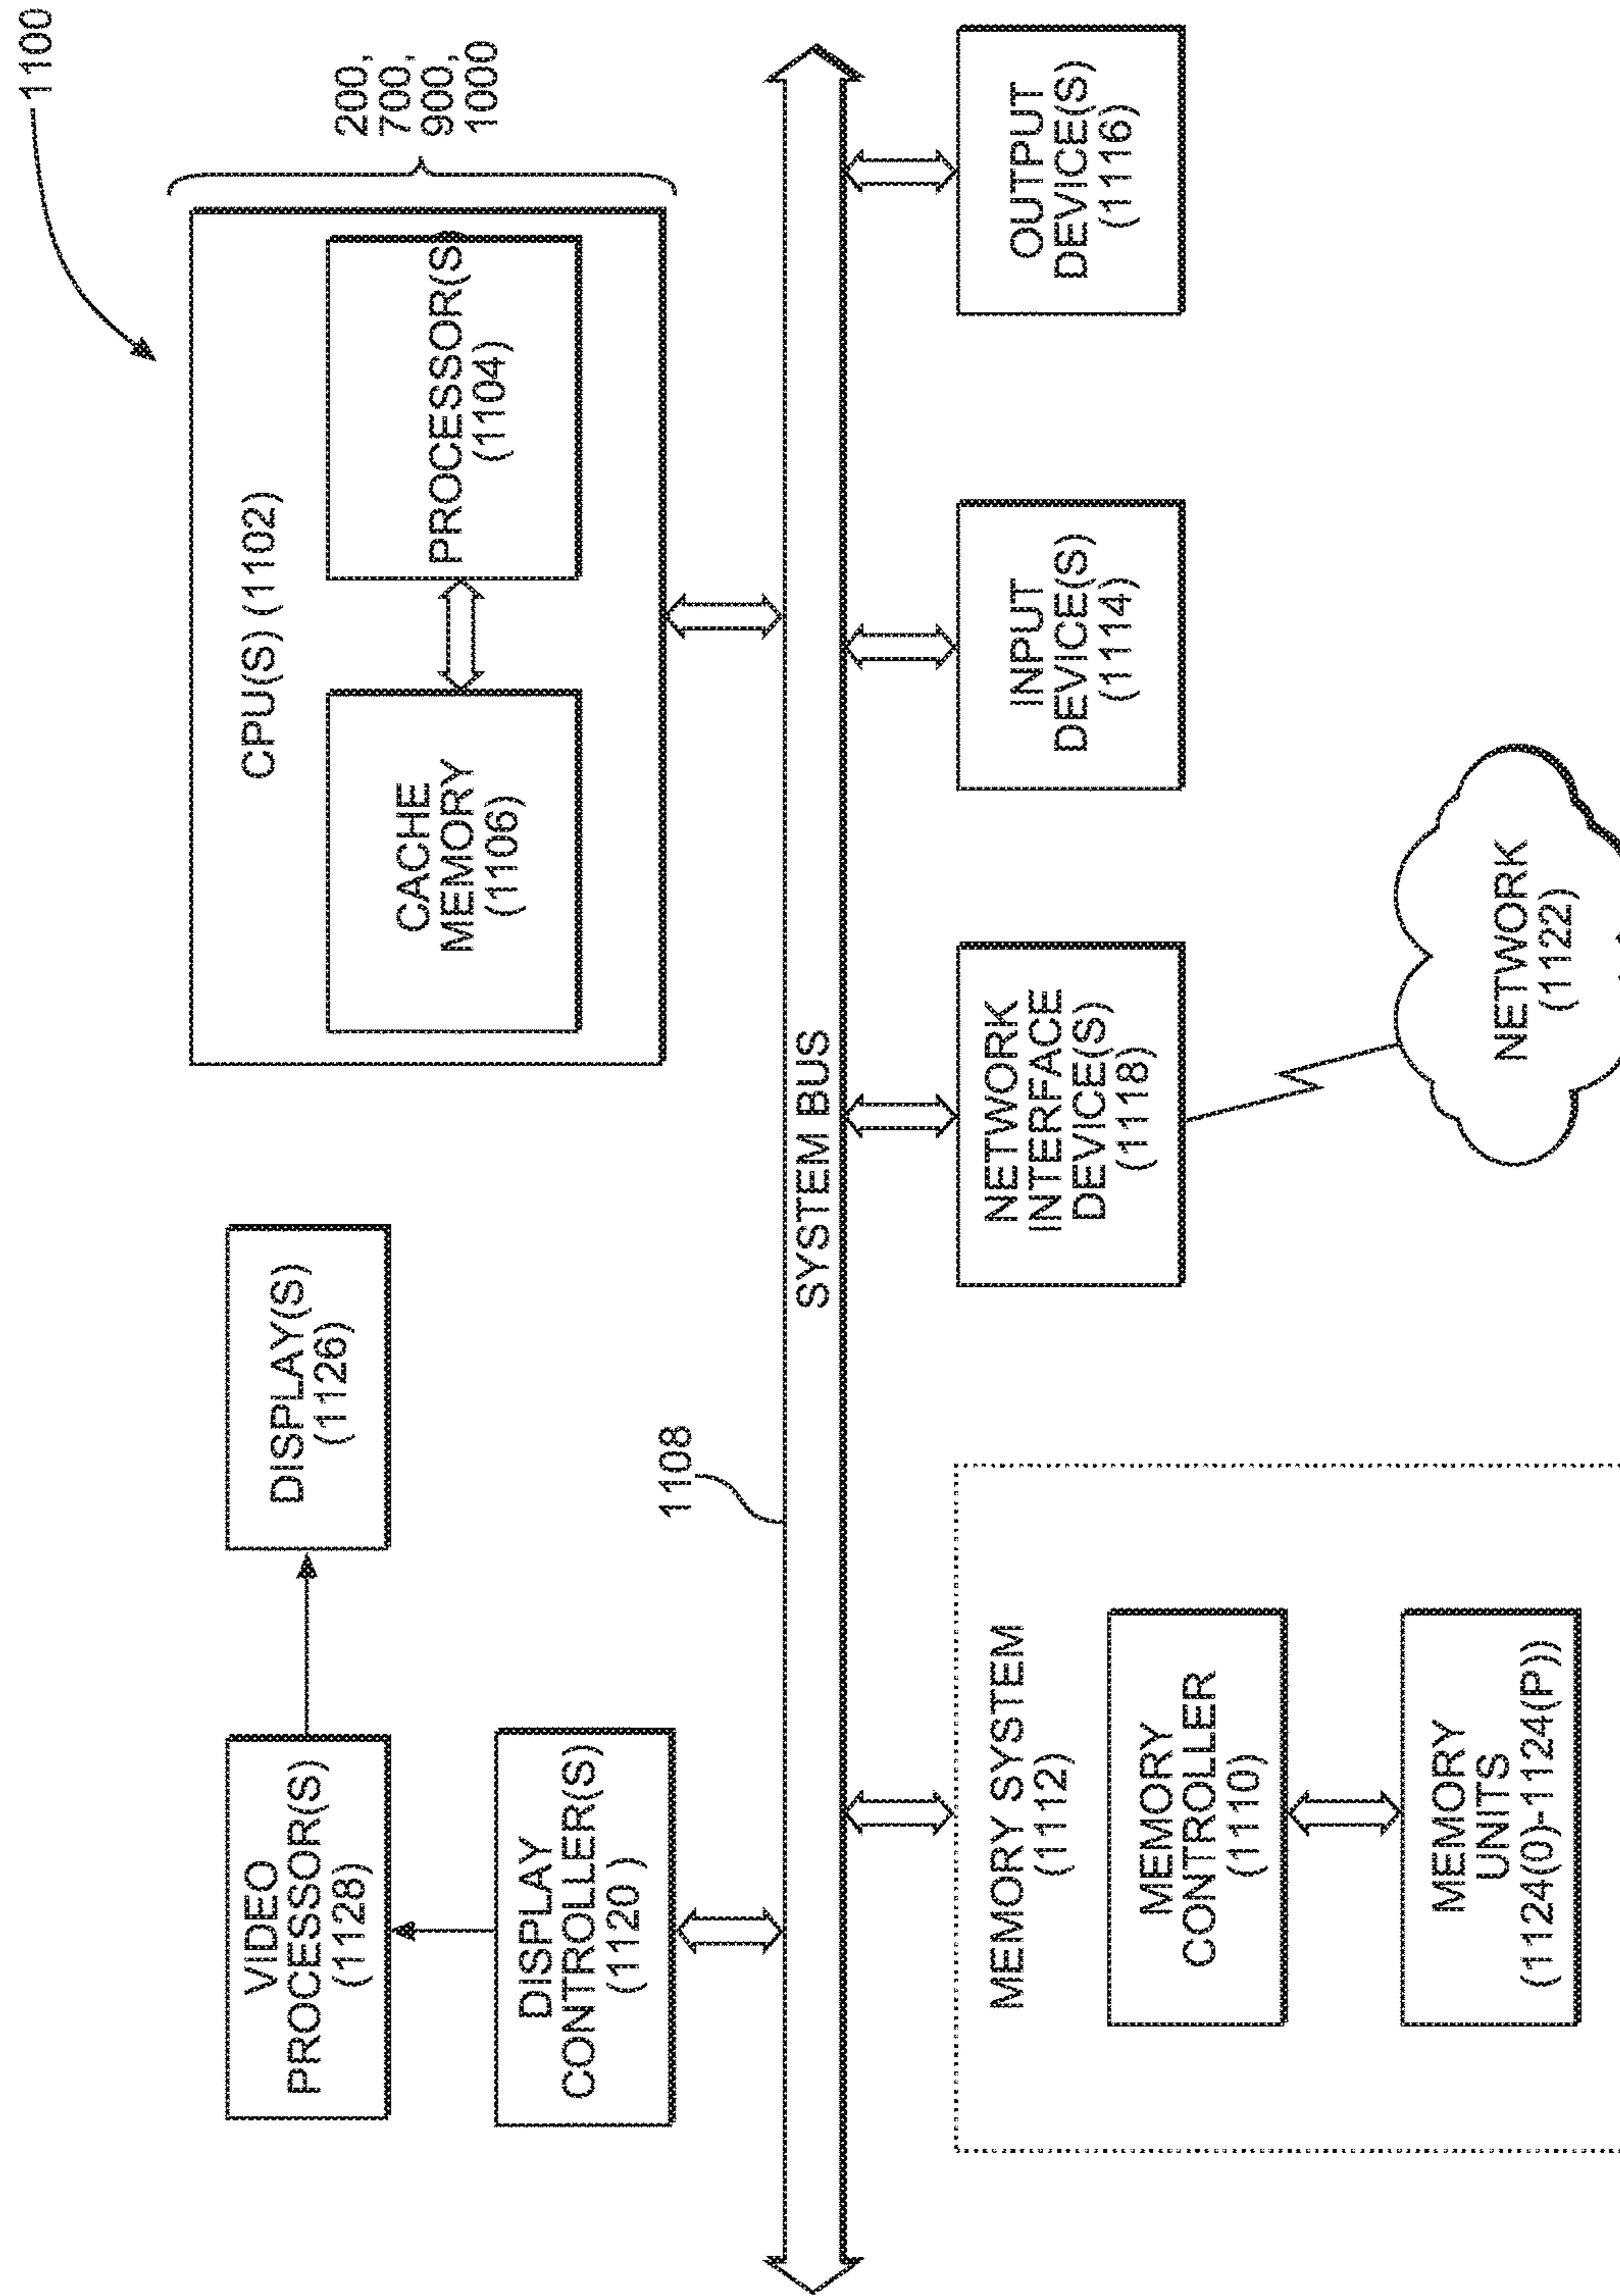 1100
200,
700,
900,
1000
CPU(S) (1102)
CACHE
MEMORY
(1106)
PROCESSOR(S)
(1104)
VIDEO
PROCESSOR(S)
(1128)
DISPLAY(S)
(1126)
DISPLAY
CONTROLLER(S)
(1120 )
1108
SYSTEM BUS
MEMORY SYSTEM
(1112)
MEMORY
CONTROLLER
(1110)
MEMORY
UNITS
(1124(0)-1124(P))
NETWORK
INTERFACE
DEVICE(S)
(1118)
INPUT
DEVICE(S)
(1114)
OUTPUT
DEVICE(S)
(1116)
NETWORK
(1122)